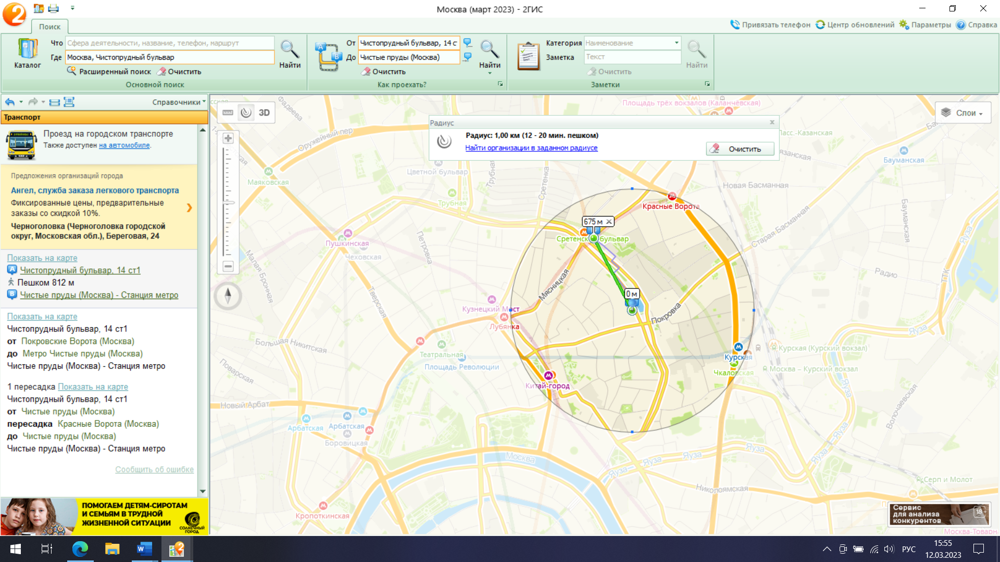 Москва (март 2023) - 2ГИС
Поиск
Привязать телефон
Центр обновлений
Параметры
Справка
Каталог
Что
Сфера деятельности, название, телефон, маршрут
Где
Москва, Чистопрудный бульвар
Расширенный поиск
Очистить
Найти
Основной поиск
От
Чистопрудный бульвар, 14 с
До
Чистые пруды (Москва)
Очистить
Найти
Как проехать?
Категория
Наименование
Заметка
Текст
Очистить
Найти
Заметки
Справочники
Транспорт
Проезд на городском транспорте
Также доступен на автомобиле.
Предложения организаций города
Ангел, служба заказа легкового транспорта
Фиксированные цены, предварительные
заказы со скидкой 10%.
Черноголовка (Черноголовка городской
округ, Московская обл.), Береговая, 24
Показать на карте
A Чистопрудный бульвар, 14 ст1
Пешком 812 м
B Чистые пруды (Москва) - Станция метро
Показать на карте
Чистопрудный бульвар, 14 ст1
от Покровские Ворота (Москва)
до Метро Чистые пруды (Москва)
Чистые пруды (Москва) - Станция метро
1 пересадка Показать на карте
Чистопрудный бульвар, 14 ст1
от Чистые пруды (Москва)
пересадка Красные Ворота (Москва)
до Чистые пруды (Москва)
Чистые пруды (Москва) - Станция метро
Сообщить об ошибке
ПОМОГАЕМ ДЕТЯМ-СИРОТАМ
И СЕМЬЯМ В ТРУДНОЙ
ЖИЗНЕННОЙ СИТУАЦИИ
СОЛНЕЧНЫЙ
ГОРОД
3D
Слои
Радиус
Радиус: 1,00 км (12 - 20 мин. пешком)
Найти организации в заданном радиусе
Очистить
Фадеева
Площадь трёх вокзалов (Каланчёвская)
Оружейный пер
Цветной бульвар
Трубная
Сретенка
Маяковская
Трубная
Бауманская
Новая Басманная
Красные Ворота
675 м
Сретенск бульвар
Старая Басманная
Бауманская
Яуза
Пушкинская
Чеховская
Петровка
Малая Бронная
Тверская
Мясницкая
0 м
Покровка
Радио
ТТК
Кузнецкий Мост
Лубянка
Большая Никитская
Театральная
Площадь Революции
Поварская
Курская
Чкаловская
Курская (Курский вокзал)
Москва – Курский вокзал
Яуза
Яуза
Китай-город
Новый Арбат
Арбатская
Арбатская
Боровицкая
Волочаевская
Москва
Яуза
Яуза
Яуза
Яуза
Николоямская
Серп и Молот
Кропоткинская
Сервис
для анализа
конкурентов
18+
Москва-Товарн
РУС
15:55
12.03.2023